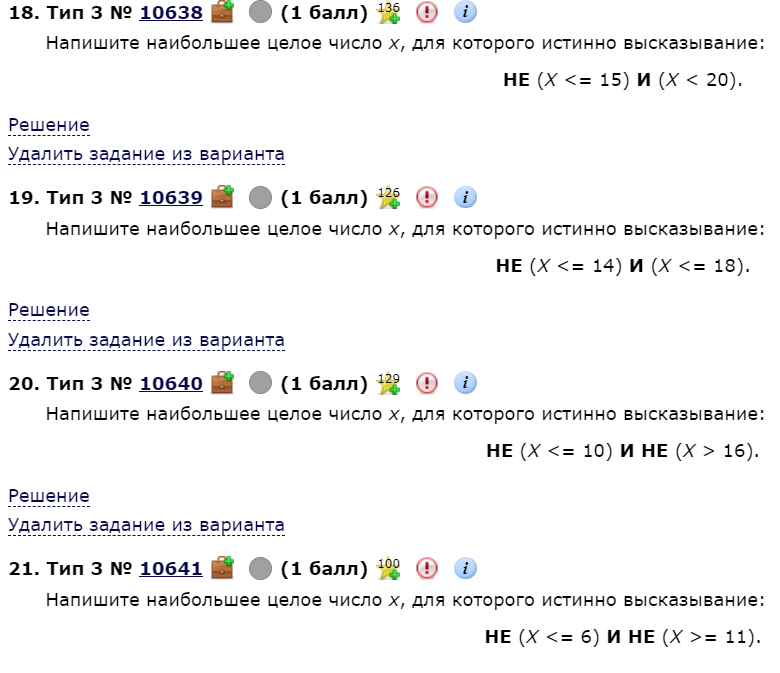 18. Тип 3 № 10638 (1 балл) 136 i
Напишите наибольшее целое число x, для которого истинно высказывание:
НЕ (X <= 15) И (X < 20).
Решение
Удалить задание из варианта
19. Тип 3 № 10639 (1 балл) 126 i
Напишите наибольшее целое число x, для которого истинно высказывание:
НЕ (X <= 14) И (X <= 18).
Решение
Удалить задание из варианта
20. Тип 3 № 10640 (1 балл) 129 i
Напишите наибольшее целое число x, для которого истинно высказывание:
НЕ (X <= 10) И НЕ (X > 16).
Решение
Удалить задание из варианта
21. Тип 3 № 10641 (1 балл) 100 i
Напишите наибольшее целое число x, для которого истинно высказывание:
НЕ (X <= 6) И НЕ (X >= 11).